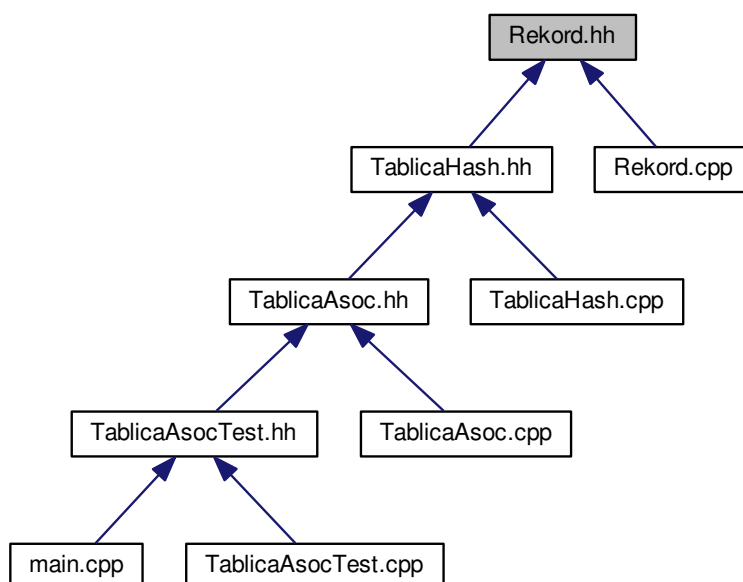 Rekord.hh
TablicaHash.hh
Rekord.cpp
TablicaAsoc.hh
TablicaHash.cpp
TablicaAsocTest.hh
TablicaAsoc.cpp
main.cpp
TablicaAsocTest.cpp